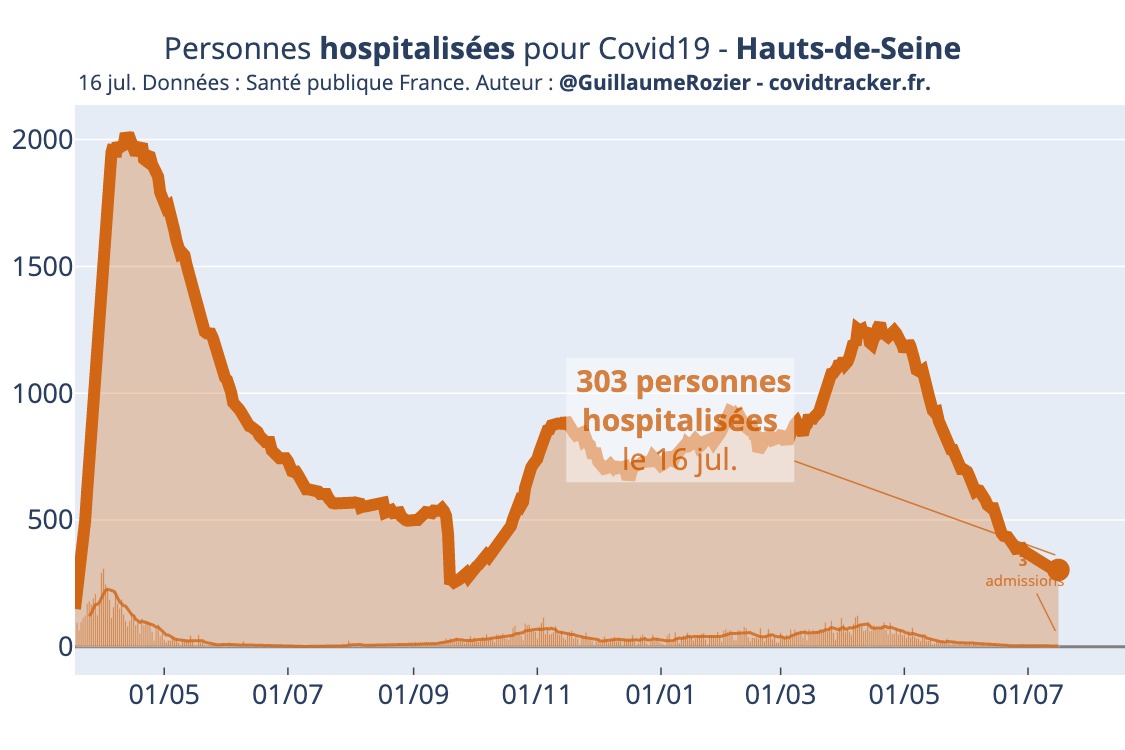 Personnes hospitalisées pour Covid19 - Hauts-de-Seine
16 jul. Données : Santé publique France. Auteur : @GuillaumeRozier - covidtracker.fr.
2000
1500
1000
500
0
303 personnes
hospitalisées
le 16 jul.
3
admissions
01/05 01/07 01/09 01/11 01/01 01/03 01/05 01/07